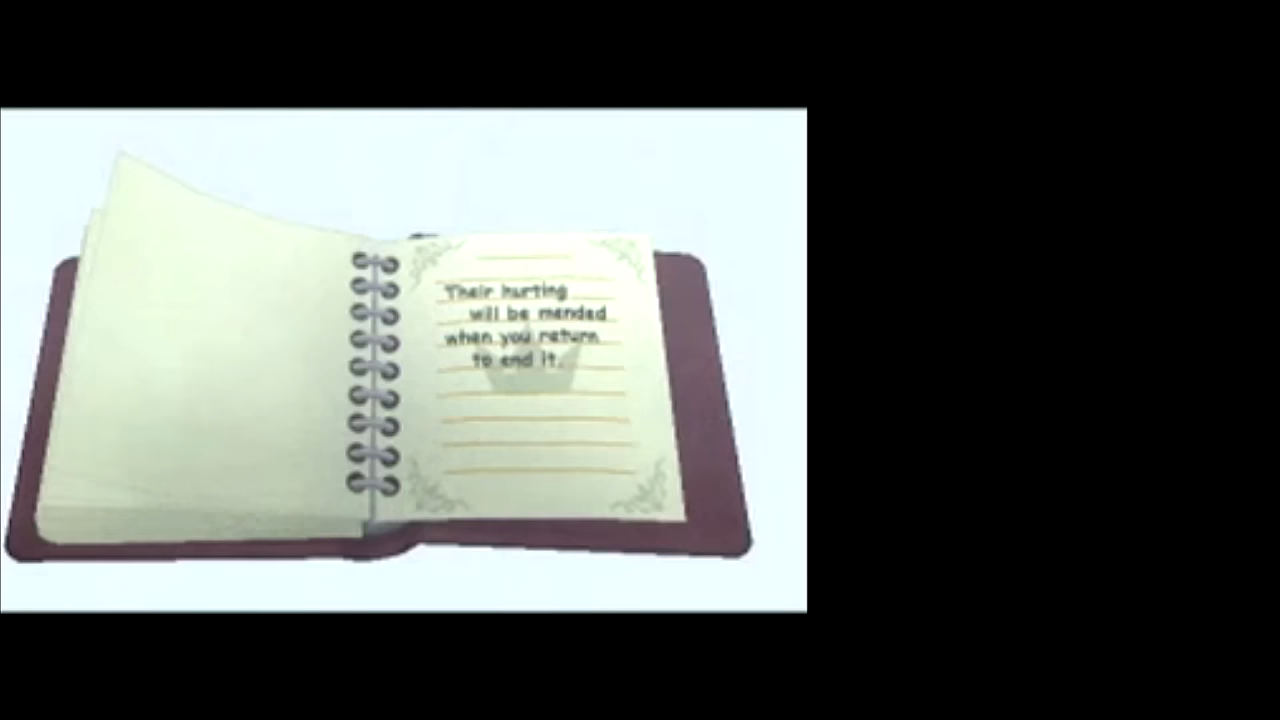 Their hurting
will be mended
when you return
to end it.